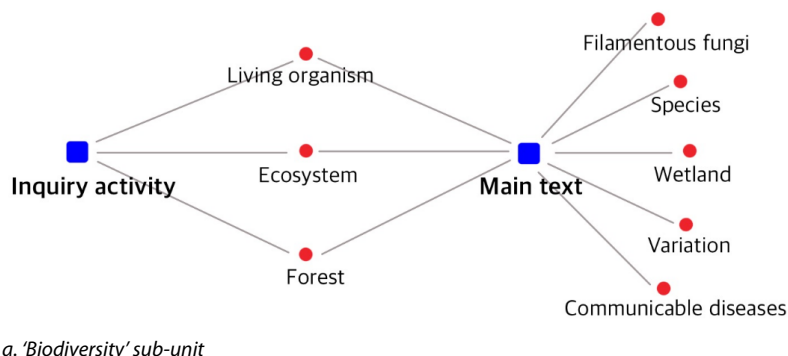 Filamentous fungi
Living organism
Species
Ecosystem
Wetland
Inquiry activity
Main text
Variation
Forest
Communicable diseases
a. ‘Biodiversity’ sub-unit